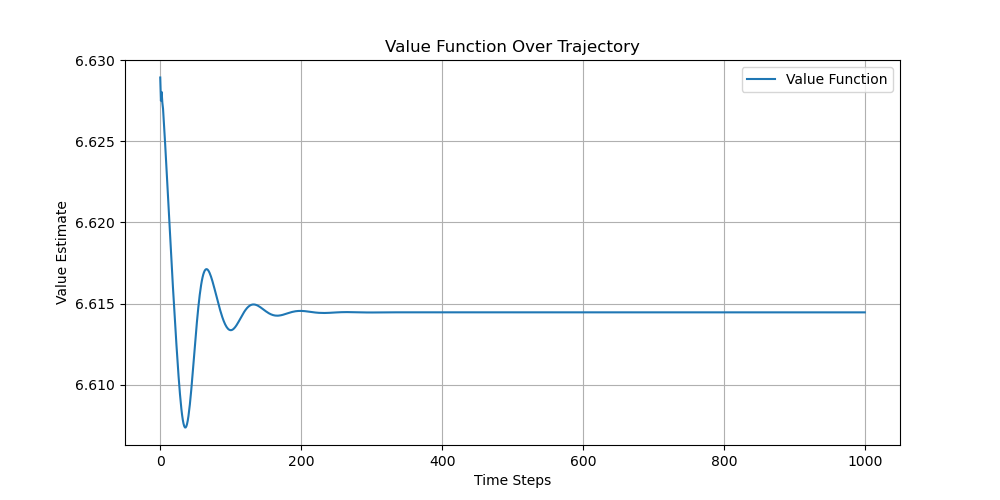 Value Function Over Trajectory
Value Function
6.630
6.625
6.620
6.615
6.610
Value Estimate
0 200 400 600 800 1000
Time Steps